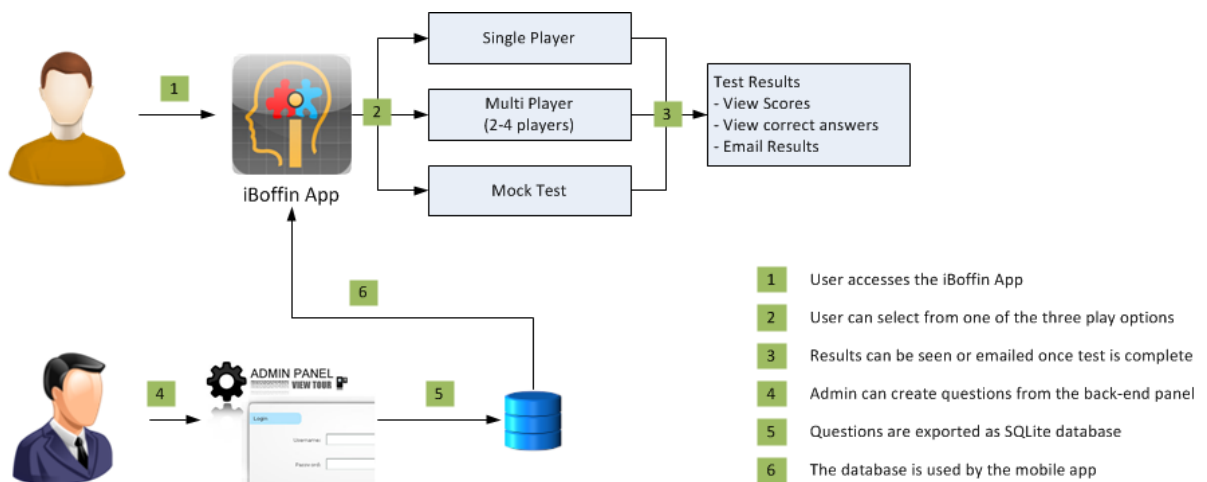 Single Player
1
2
Multi Player
(2-4 players)
3
Test Results
- View Scores
- View correct answers
- Email Results
Mock Test
iBoffin App
6
1 User accesses the iBoffin App
2 User can select from one of the three play options
3 Results can be seen or emailed once test is complete
4 Admin can create questions from the back-end panel
5 Questions are exported as SQLite database
6 The database is used by the mobile app
ADMIN PANEL
VIEW TOUR
4
5
Login
Username:
Password: